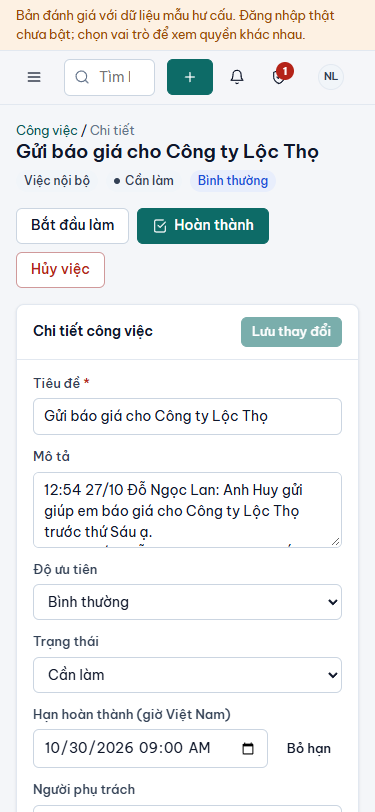 Bản đánh giá với dữ liệu mẫu hư cấu. Đăng nhập thật
chưa bật; chọn vai trò để xem quyền khác nhau.
Tìm
1
NL
Công việc / Chi tiết
Gửi báo giá cho Công ty Lộc Thọ
Việc nội bộ
Cần làm
Bình thường
Bắt đầu làm
Hoàn thành
Hủy việc
Chi tiết công việc
Lưu thay đổi
Tiêu đề *
Gửi báo giá cho Công ty Lộc Thọ
Mô tả
12:54 27/10 Đỗ Ngọc Lan: Anh Huy gửi
giúp em báo giá cho Công ty Lộc Thọ
trước thứ Sáu ạ.
Độ ưu tiên
Bình thường
Trạng thái
Cần làm
Hạn hoàn thành (giờ Việt Nam)
10/30/2026 09:00 AM
Bỏ hạn
Người phụ trách